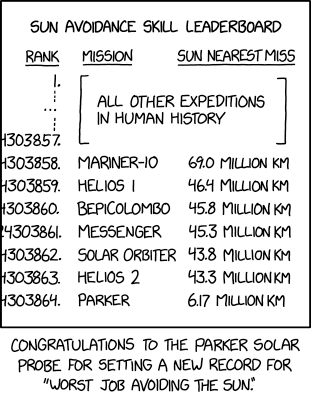 SUN AVOIDANCE SKILL LEADERBOARD
RANK MISSION SUN NEAREST MISS
1.
...
ALL OTHER EXPEDITIONS
IN HUMAN HISTORY
4303857.
4303858. MARINER-10 69.0 MILLION KM
4303859. HELIOS 1 46.4 MILLION KM
4303860. BEPICOLOMBO 45.8 MILLION KM
24303861. MESSENGER 45.3 MILLION KM
4303862. SOLAR ORBITER 43.8 MILLION KM
4303863. HELIOS 2 43.3 MILLION KM
4303864. PARKER 6.17 MILLION KM
CONGRATULATIONS TO THE PARKER SOLAR
PROBE FOR SETTING A NEW RECORD FOR
"WORST JOB AVOIDING THE SUN."